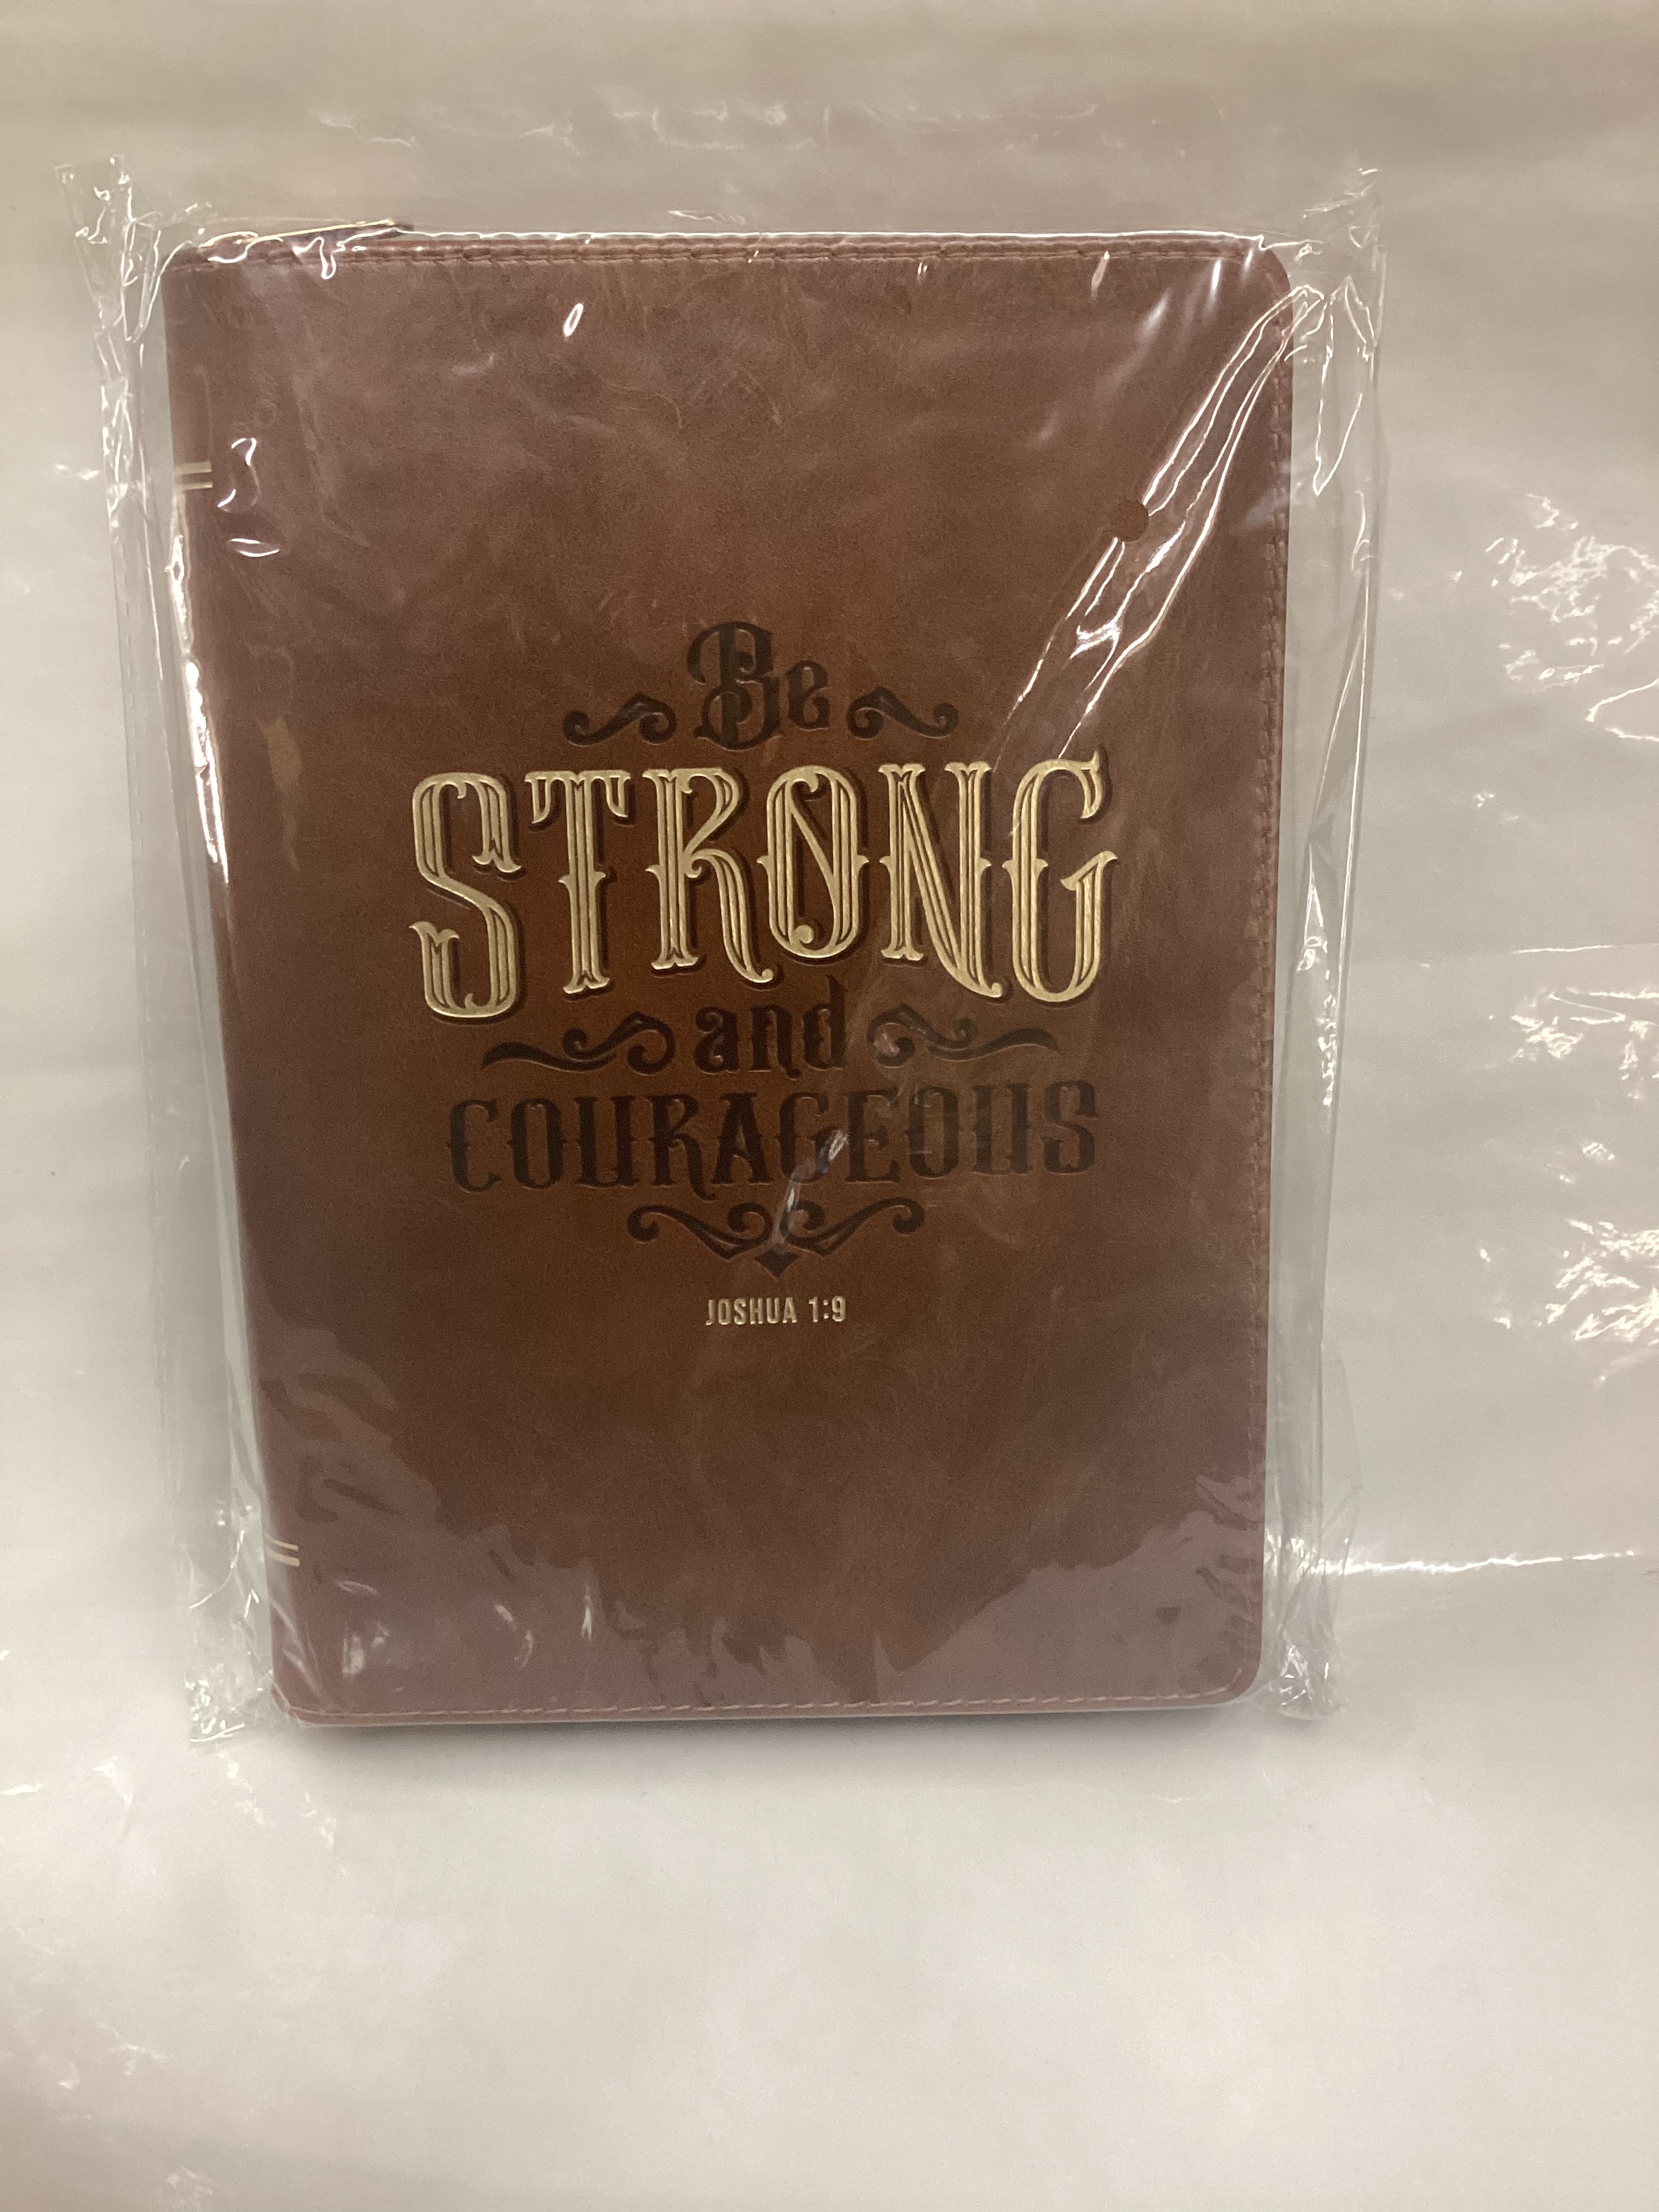 Be
STRONG
and
COURAGEOUS
JOSHUA 1:9